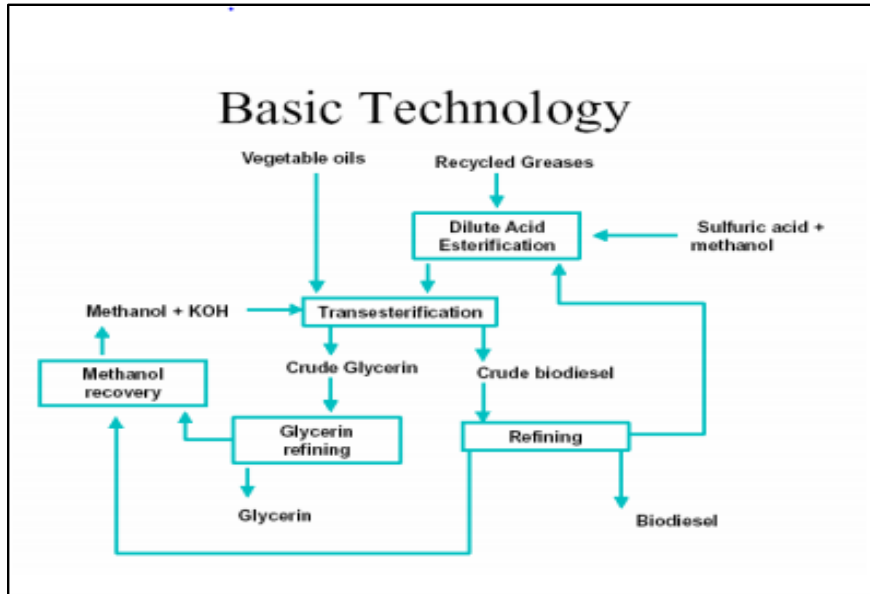 Basic Technology
Vegetable oils
Recycled Greases
Dilute Acid
Esterification
Sulfuric acid +
methanol
Methanol + KOH
Transesterification
Methanol
recovery
Crude Glycerin
Crude biodiesel
Glycerin
refining
Refining
Glycerin
Biodiesel